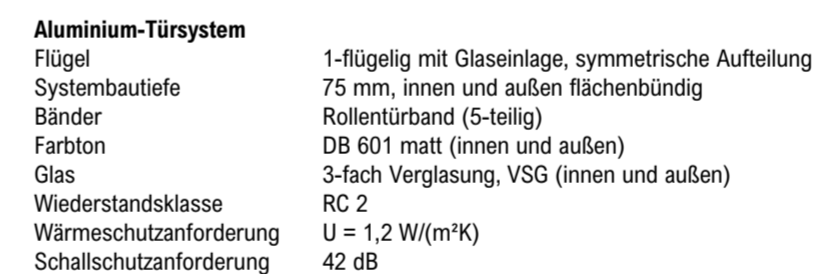 Aluminium-Türsystem
Flügel 1-flügelig mit Glaseinlage, symmetrische Aufteilung
Systembautiefe 75 mm, innen und außen flächenbündig
Bänder Rollentürband (5-teilig)
Farbton DB 601 matt (innen und außen)
Glas 3-fach Verglasung, VSG (innen und außen)
Wiederstandsklasse RC 2
Wärmeschutzanforderung U = 1,2 W/(m²K)
Schallschutzanforderung 42 dB